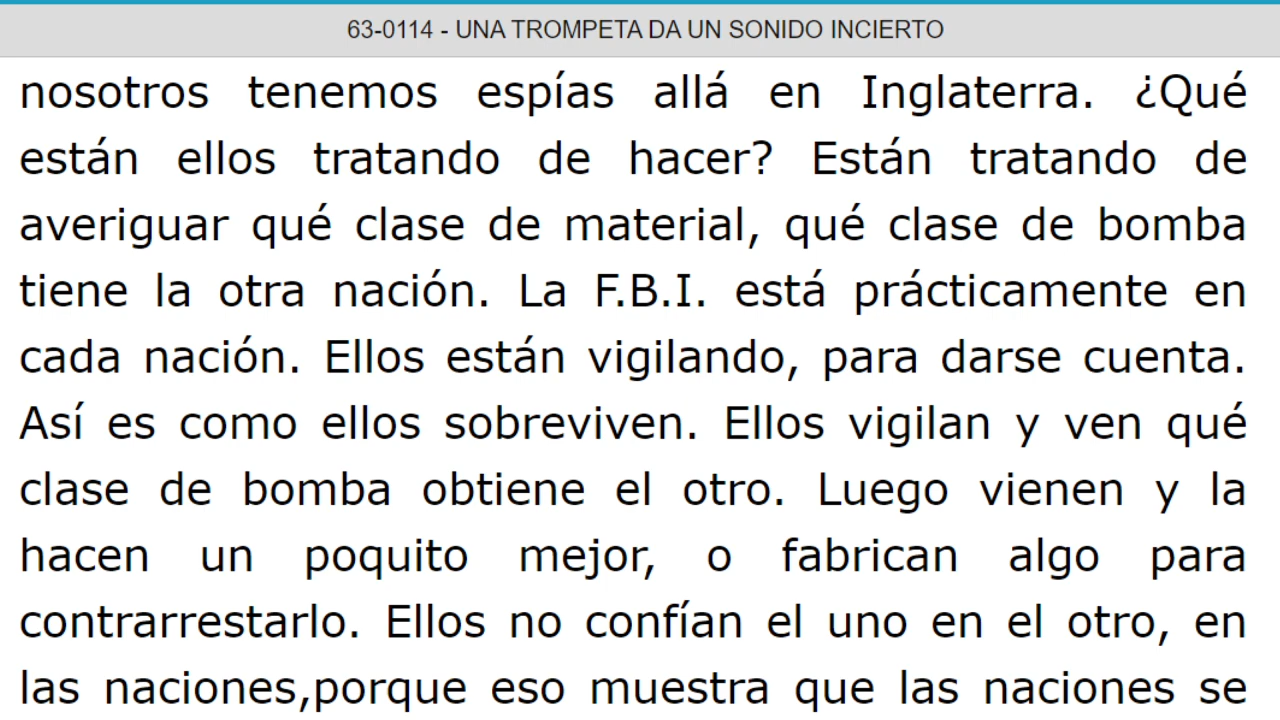 63-0114 - UNA TROMPETA DA UN SONIDO INCIERTO
nosotros tenemos espías allá en Inglaterra. ¿Qué
están ellos tratando de hacer? Están tratando de
averiguar qué clase de material, qué clase de bomba
tiene la otra nación. La F.B.I. está prácticamente en
cada nación. Ellos están vigilando, para darse cuenta.
Así es como ellos sobreviven. Ellos vigilan y ven qué
clase de bomba obtiene el otro. Luego vienen y la
hacen un poquito mejor, o fabrican algo para
contrarrestarlo. Ellos no confían el uno en el otro, en
las naciones,porque eso muestra que las naciones se